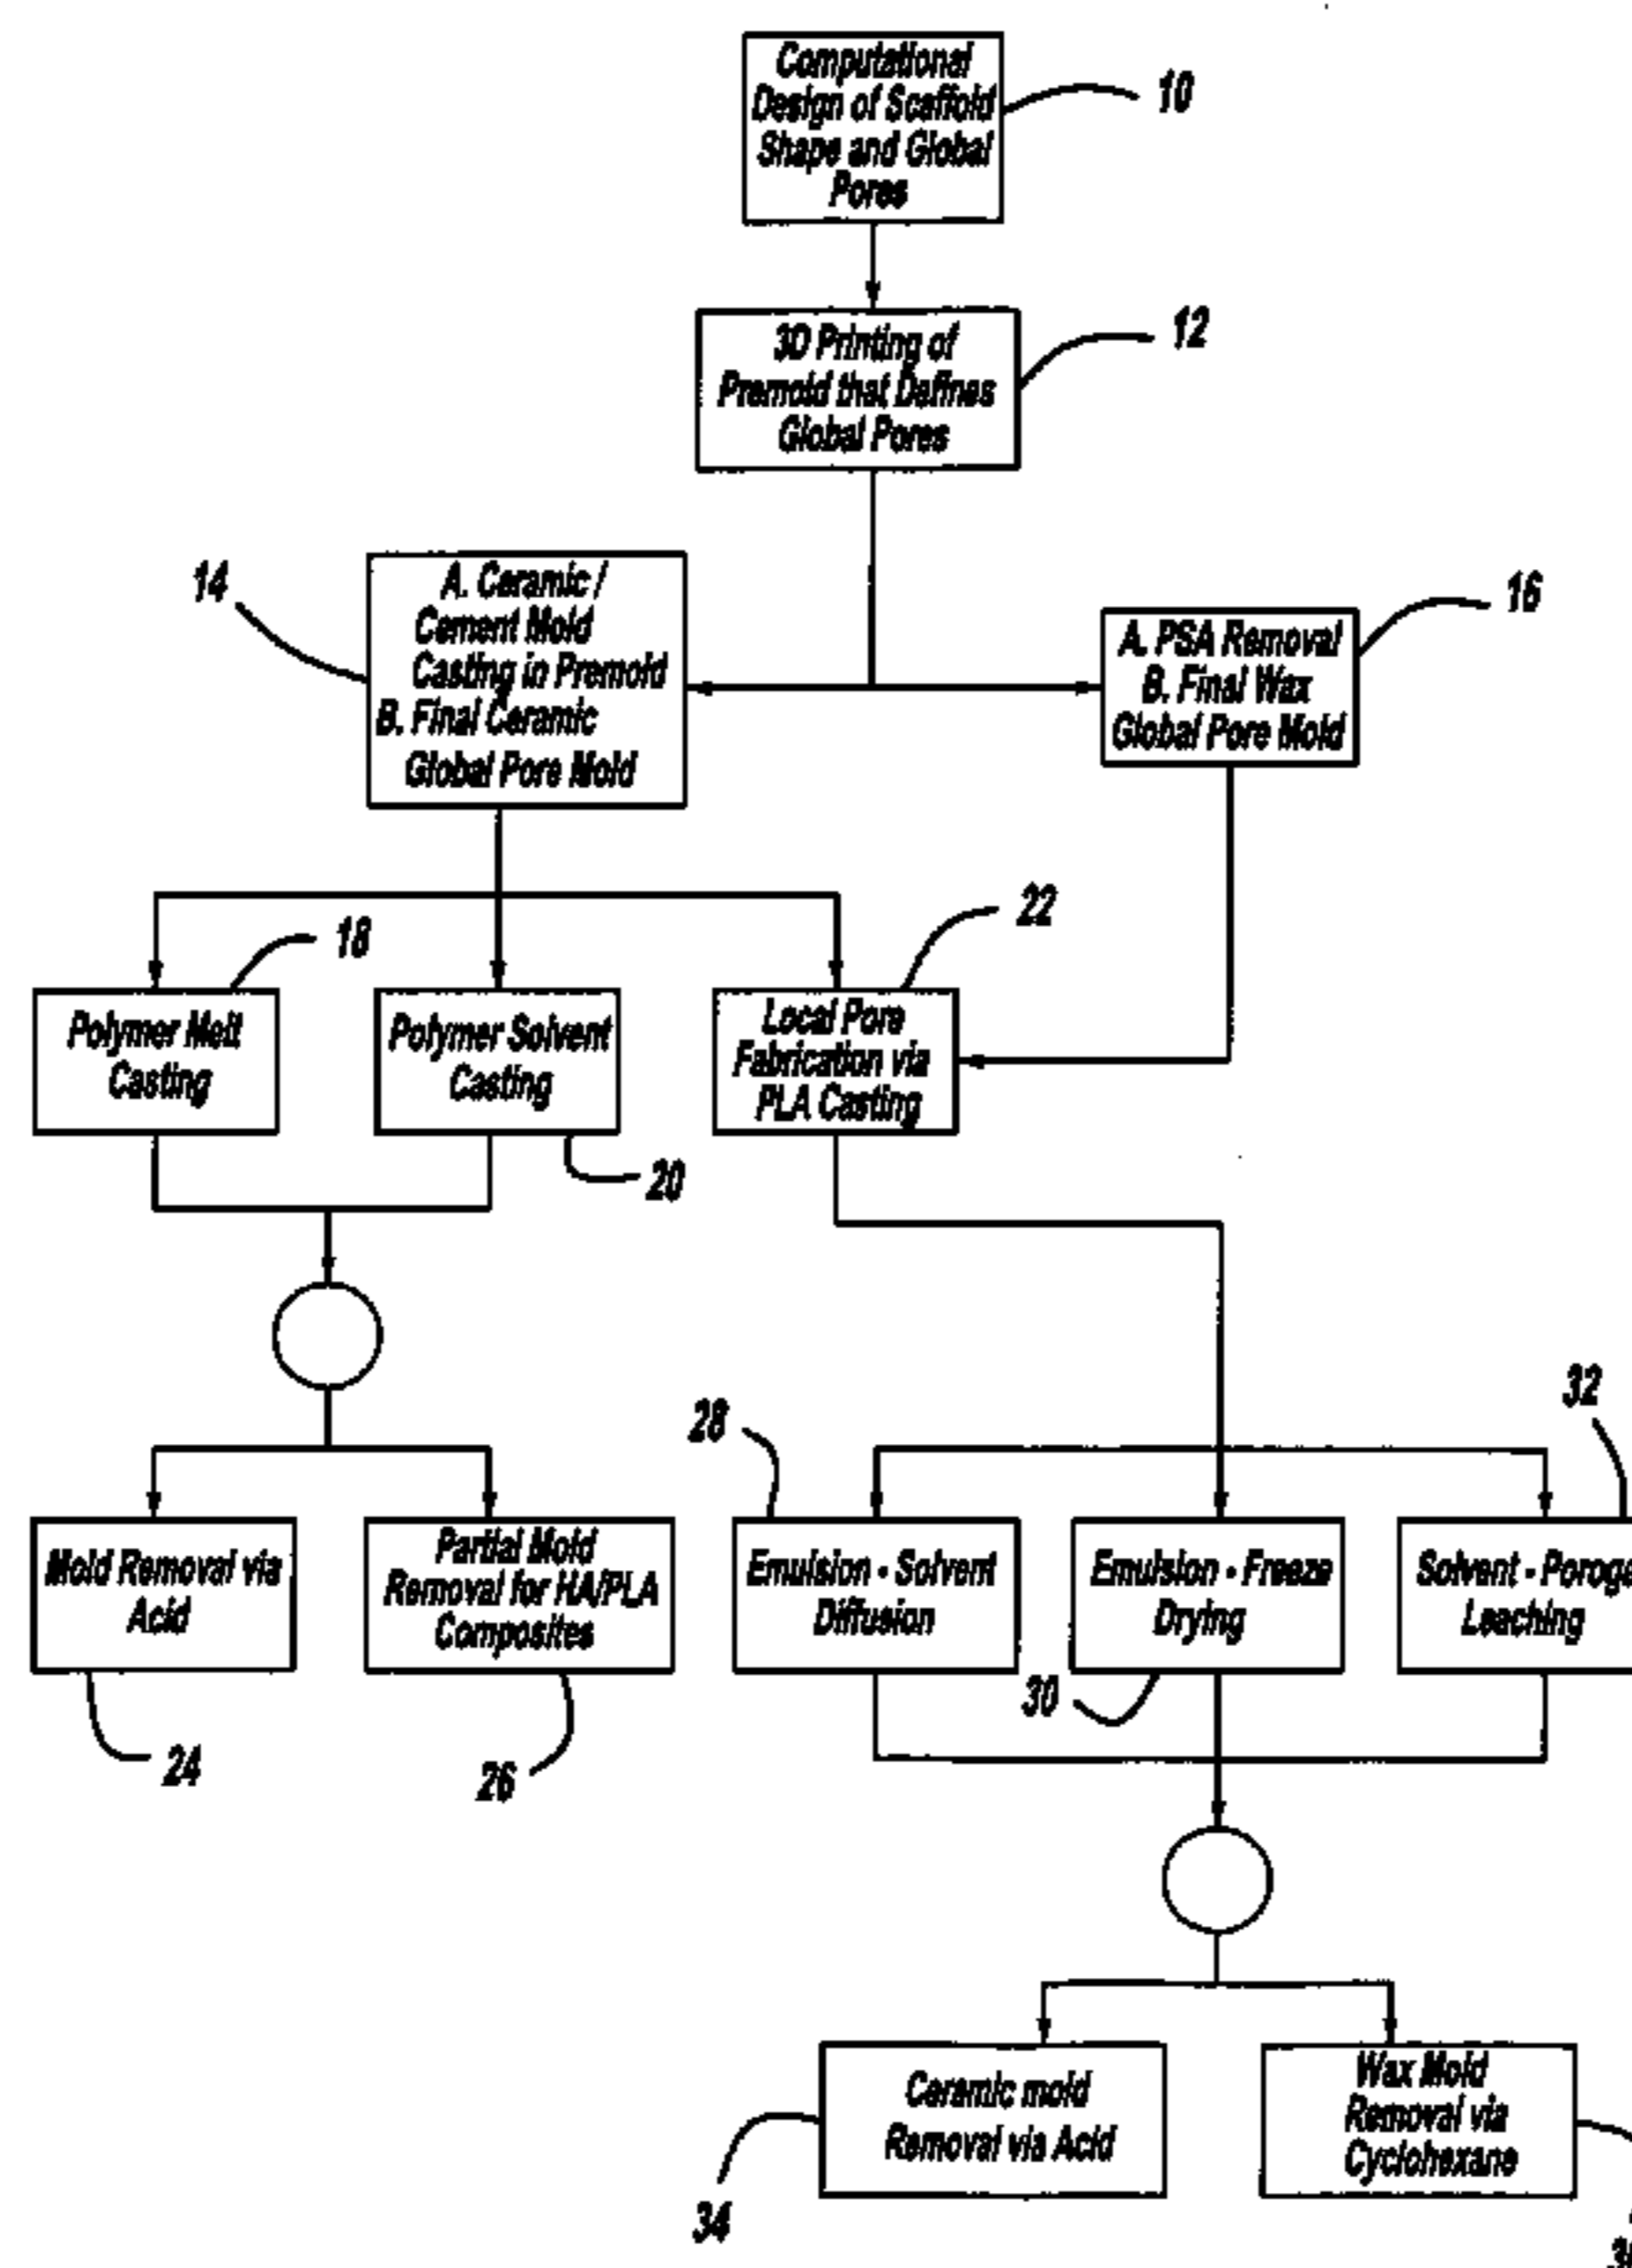 Computational
Design of Scaffold
Shape and Global
Pores
10
3D Printing of
Premold that Defines
Global Pores
12
14
A. Ceramic /
Cement Mold
Casting in Premold
B. Final Ceramic
Global Pore Mold
16
A. PSA Removal
B. Final Wax
Global Pore Mold
18
22
Polymer Melt
Casting
Polymer Solvent
Casting
Local Pore
Fabrication via
PLA Casting
20
28
32
Mold Removal via
Acid
Partial Mold
Removal for HA/PLA
Composites
Emulsion - Solvent
Diffusion
Emulsion - Freeze
Drying
Solvent -
Leaching
24
26
30
Ceramic mold
Removal via Acid
Wax Mold
Removal via
Cyclohexane
34